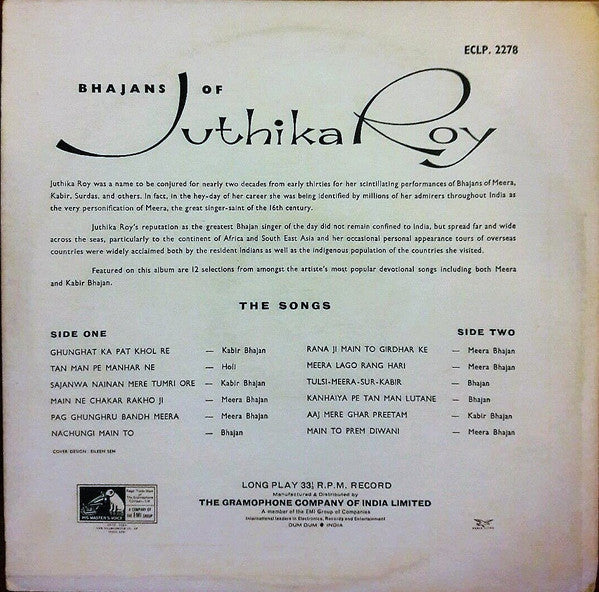 ECLP. 2278
BHAJANS OF
Juthika Roy
Juthika Roy was a name to be conjured for nearly two decades from early thirties for her scintillating performances of Bhajans of Meera,
Kabir, Surdas, and others. In fact, in the hey-day of her career she was being identified by millions of her admirers throughout India as
the very personification of Meera, the great singer-saint of the 16th century.
Juthika Roy's reputation as the greatest Bhajan singer of the day did not remain confined to India, but spread far and wide
across the seas, particularly to the continent of Africa and South East Asia and her occasional personal appearance tours of overseas
countries were widely acclaimed both by the resident Indians as well as the indigenous population of the countries she visited.
Featured on this album are 12 selections from amongst the artiste's most popular devotional songs including both Meera
and Kabir Bhajan.
THE SONGS
SIDE ONE
GHUNGHAT KA PAT KHOL RE — Kabir Bhajan
TAN MAN PE MANHAR NE — Holi
SAJANWA NAINAN MERE TUMRI ORE — Kabir Bhajan
MAIN NE CHAKAR RAKHO JI — Meera Bhajan
PAG GHUNGHRU BANDH MEERA — Meera Bhajan
NACHUNGI MAIN TO — Bhajan
SIDE TWO
RANA JI MAIN TO GIRDHAR KE — Meera Bhajan
MEERA LAGO RANG HARI — Meera Bhajan
TULSI-MEERA-SUR-KABIR — Bhajan
KANHAIYA PE TAN MAN LUTANE — Bhajan
AAJ MERE GHAR PREETAM — Kabir Bhajan
MAIN TO PREM DIWANI — Meera Bhajan
COVER DESIGN: EILEEN SEN
LONG PLAY 33⅓ R.P.M. RECORD
Manufactured & Distributed by
THE GRAMOPHONE COMPANY OF INDIA LIMITED
A member of the EMI Group of Companies
International leaders in Electronics, Records and Entertainment
DUM DUM ● INDIA
HIS MASTER'S VOICE
Regd. Trade Mark
of
The Gramophone
A COMPANY OF
THE EMI GROUP